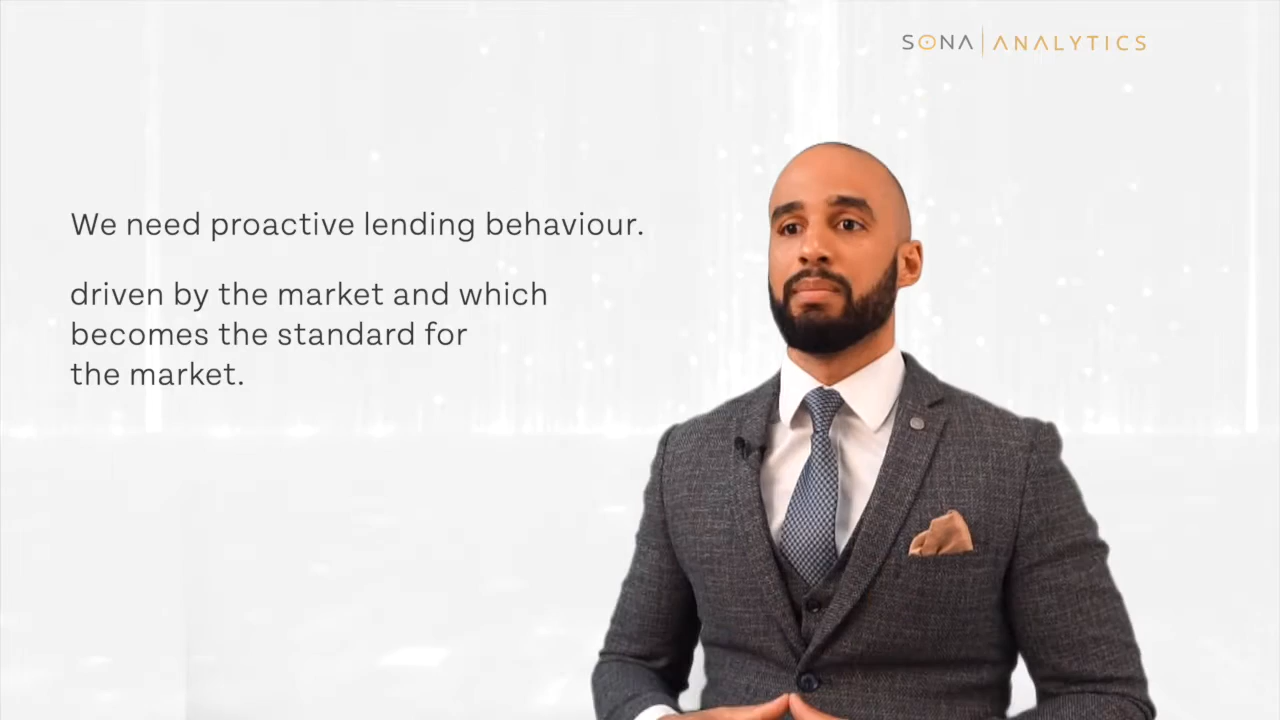 SONA | ANALYTICS
We need proactive lending behaviour.
driven by the market and which
becomes the standard for
the market.